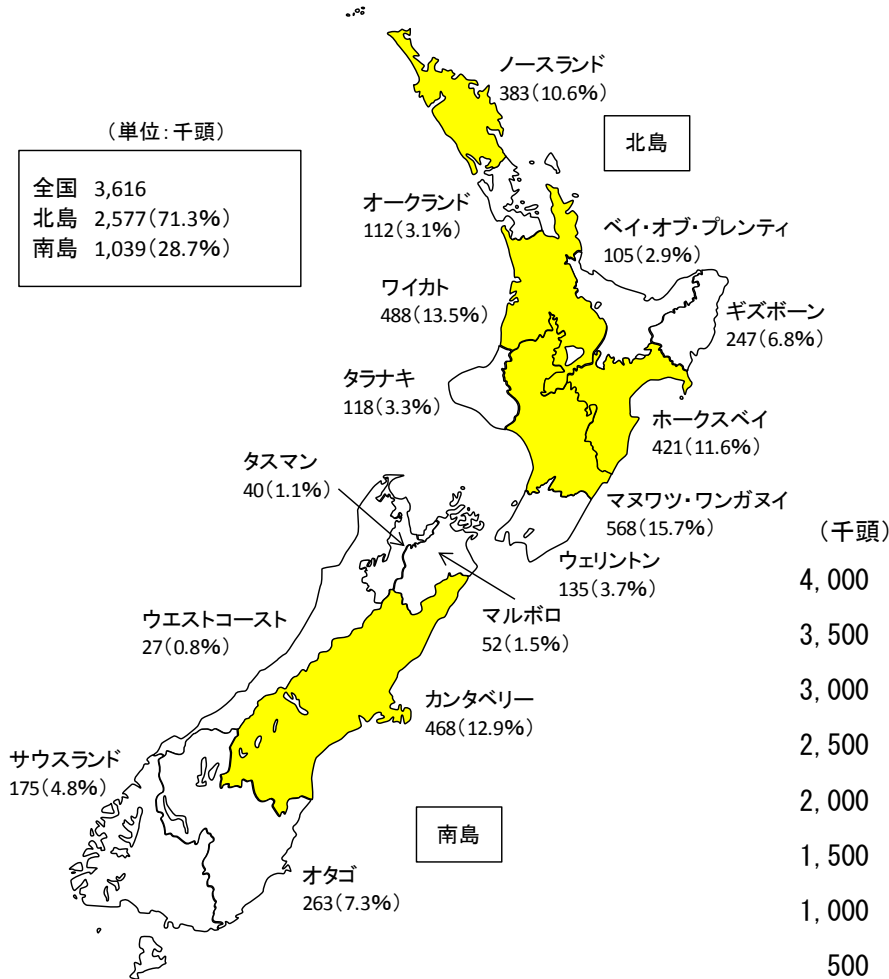 ノースランド
383(10.6%)
(単位:千頭)
北島
全国 3,616
北島 2,577(71.3%)
南島 1,039(28.7%)
オークランド
112(3.1%)
ベイ・オブ・プレンティ
105(2.9%)
ワイカト
488(13.5%)
ギズボーン
247(6.8%)
タラナキ
118(3.3%)
ホークスベイ
421(11.6%)
タスマン
40(1.1%)
マヌワツ・ワンガヌイ
568(15.7%)
ウェリントン
135(3.7%)
マルボロ
52(1.5%)
ウエストコースト
27(0.8%)
カンタベリー
468(12.9%)
サウスランド
175(4.8%)
南島
オタゴ
263(7.3%)
(千頭)
4,000
3,500
3,000
2,500
2,000
1,500
1,000
500